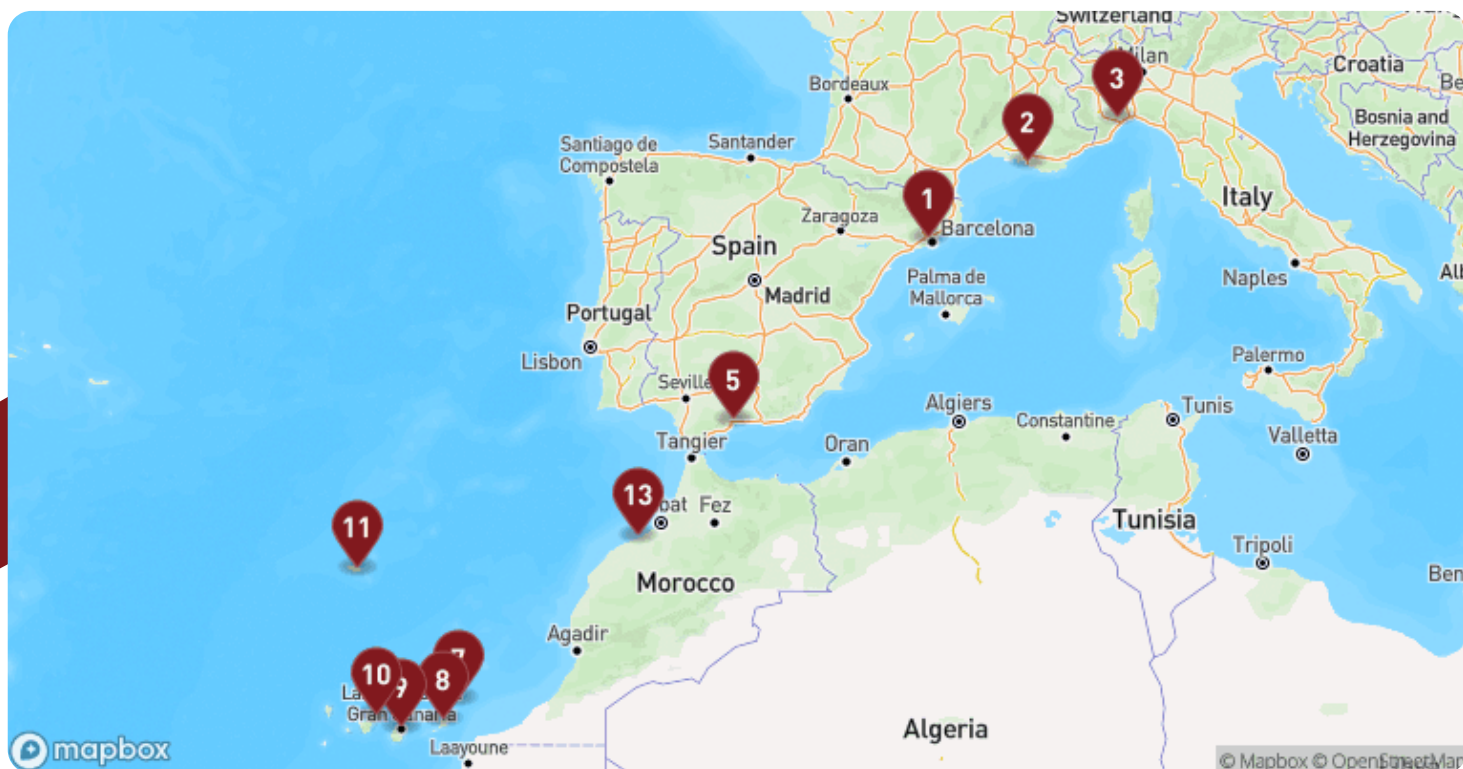 Switzerland
Milan
Croatia
3
Bordeaux
2
Bosnia and
Herzegovina
Santiago de
Compostela
Santander
1
Zaragoza
Barcelona
Italy
Spain
Madrid
Palma de
Mallorca
Naples
Portugal
Lisbon
Palermo
5
Seville
Algiers
Constantine
Tunis
Tangier
Oran
Valletta
13
Fez
11
Tunisia
Tripoli
Morocco
Agadir
7
10
9
8
Gran Canaria
Algeria
Laayoune
mapbox
© Mapbox © OpenStreetMap